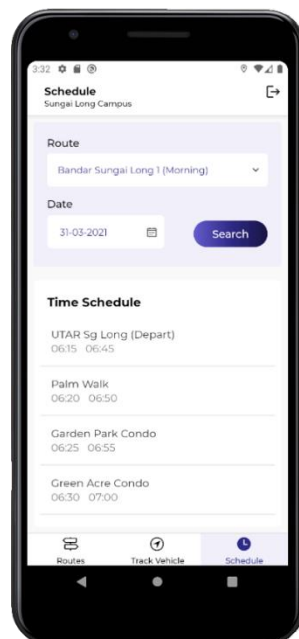 3:32
Schedule
Sungai Long Campus
Route
Bandar Sungai Long 1 (Morning)
Date
31-03-2021
Search
Time Schedule
UTAR Sg Long (Depart)
06:15 06:45
Palm Walk
06:20 06:50
Garden Park Condo
06:25 06:55
Green Acre Condo
06:30 07:00
Routes Track Vehicle Schedule